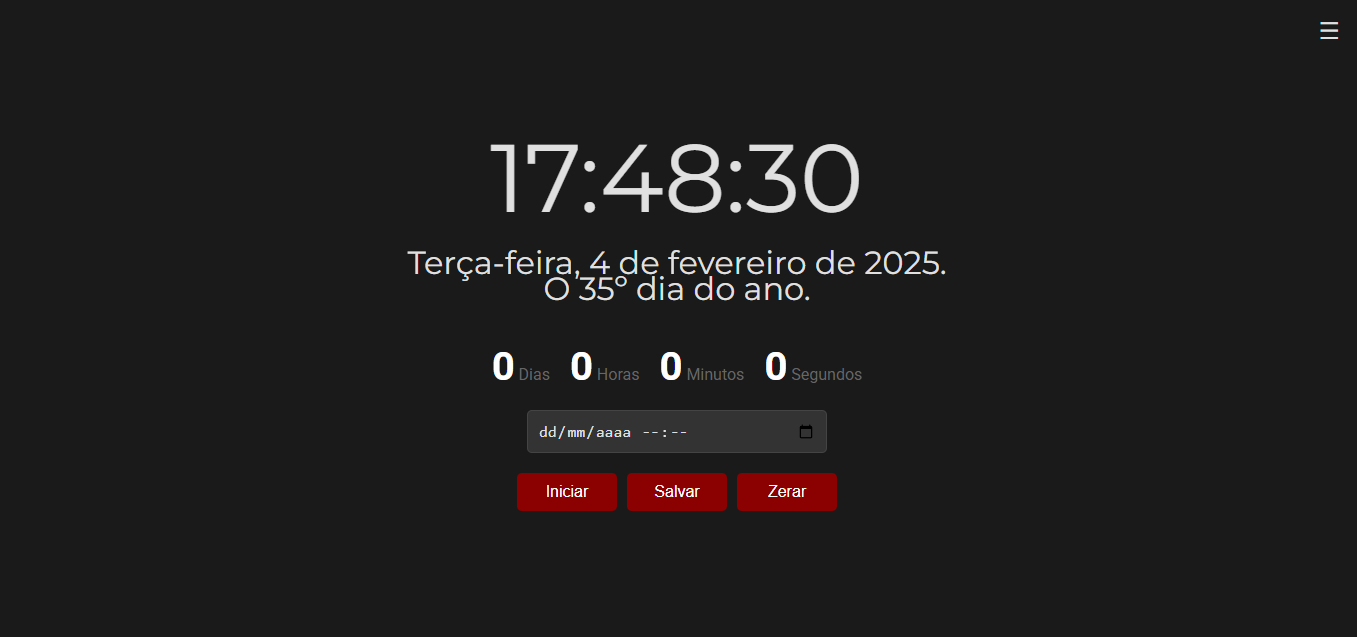 17:48:30
Terça-feira, 4 de fevereiro de 2025.
O 35º dia do ano.
0 Dias 0 Horas 0 Minutos 0 Segundos
dd/mm/aaaa --:--
Iniciar Salvar Zerar